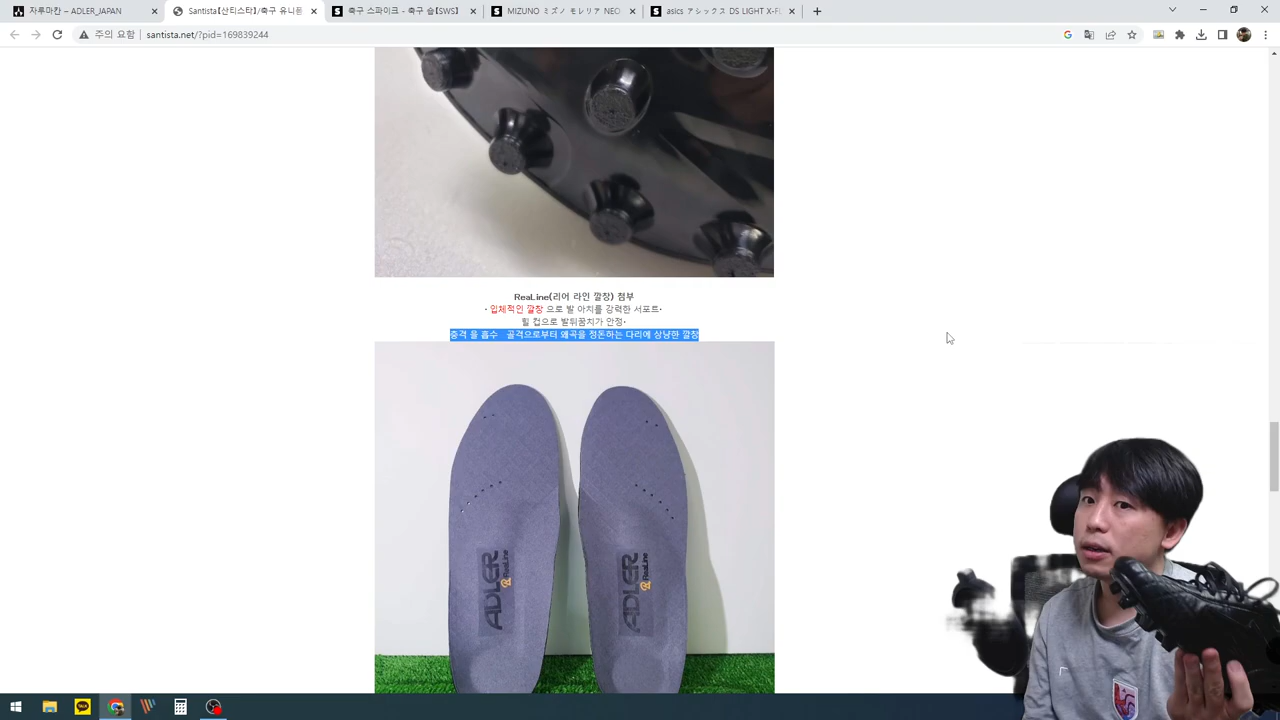 자루마칸 – ADLER_JAPAN
Santista【산티스타】/축구 유니폼
축구 스파이크 - 축구 숍【SWS】
MIZUNO ミズノ モレリア NEO
asics アシックス DS LIGHT X-FL
주의 요함
santista.net/?pid=169839244
ReaLine(리어 라인 깔창) 첨부
· 입체적인 깔창 으로 발 아치를 강력한 서포트·
힐 컵으로 발뒤꿈치가 안정·
충격 을 흡수 골격으로부터 왜곡을 정돈하는 다리에 상냥한 깔창
ADLER
ReaLine
ADLER
ReaLine
TALK